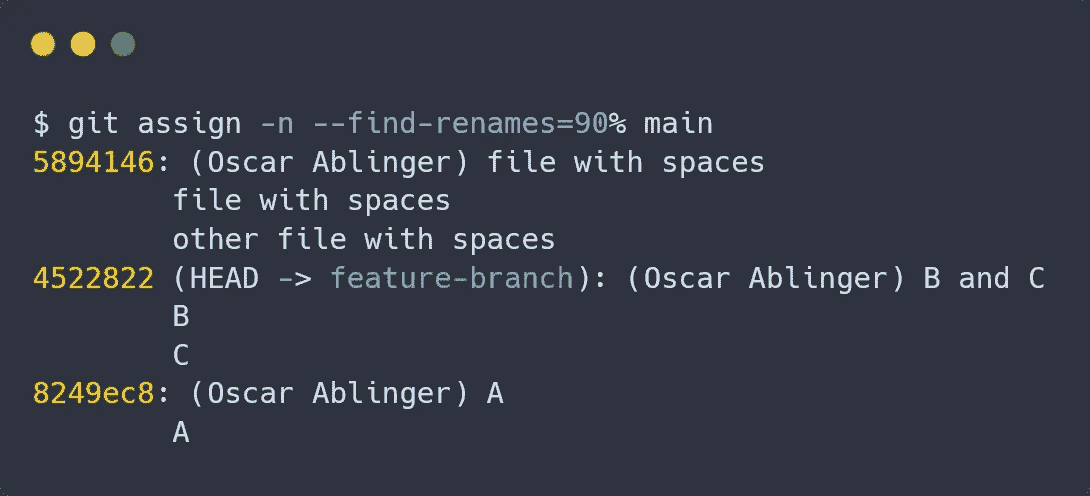 $ git assign -n --find-renames=90% main
5894146: (Oscar Ablinger) file with spaces
file with spaces
other file with spaces
4522822 (HEAD -> feature-branch): (Oscar Ablinger) B and C
B
C
8249ec8: (Oscar Ablinger) A
A